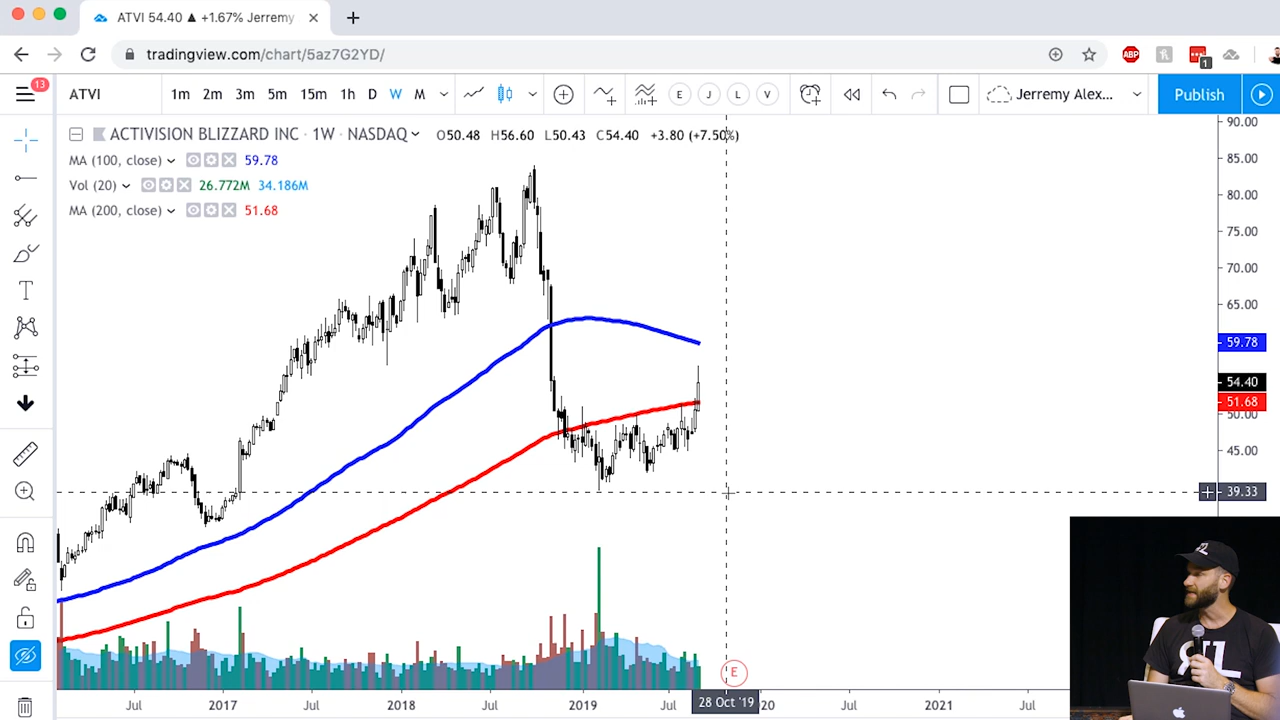 ATVI 54.40 ▲ +1.67% Jerremy
tradingview.com/chart/5az7G2YD/
ABP
1
13
ATVI 1m 2m 3m 5m 15m 1h D W M E J L V Jerremy Alex... Publish
ACTIVISION BLIZZARD INC · 1W · NASDAQ O50.48 H56.60 L50.43 C54.40 +3.80 (+7.50%)
MA (100, close) 59.78
Vol (20) 26.772M 34.186M
MA (200, close) 51.68
T
90.00
85.00
80.00
75.00
70.00
65.00
59.78
54.40
51.68
50.00
45.00
39.33
E
Jul 2017 Jul 2018 Jul 2019 Jul 28 Oct '19 20 Jul 2021 Jul